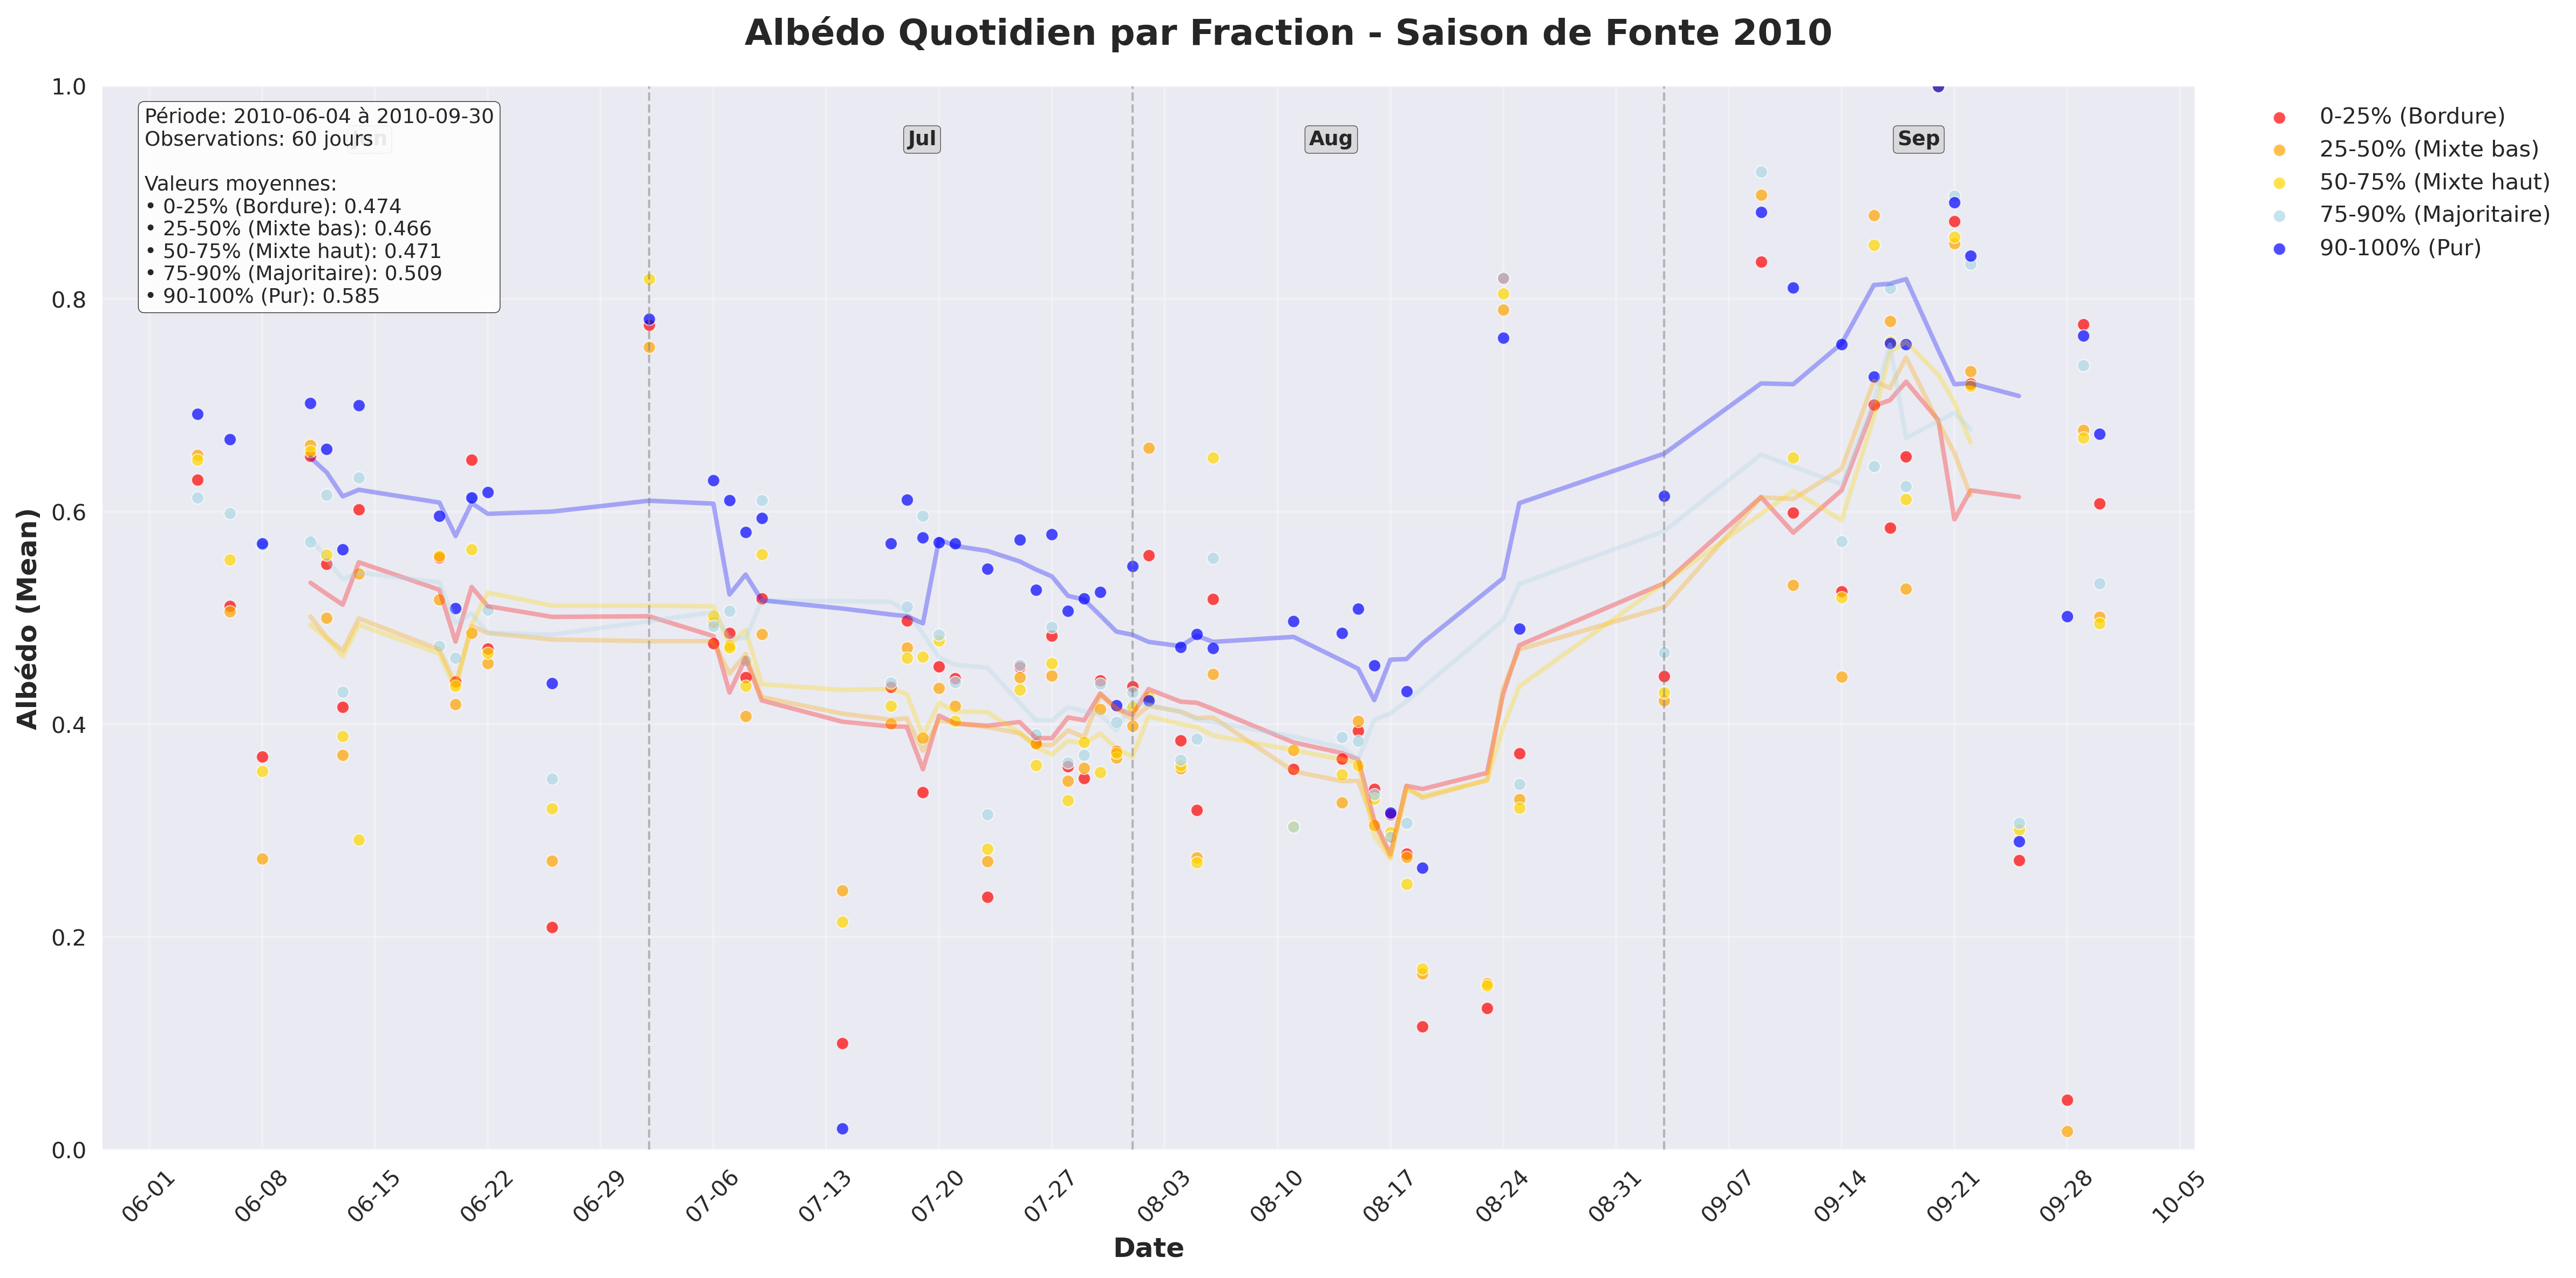 Albédo Quotidien par Fraction - Saison de Fonte 2010
Période: 2010-06-04 à 2010-09-30
Observations: 60 jours
Valeurs moyennes:
• 0-25% (Bordure): 0.474
• 25-50% (Mixte bas): 0.466
• 50-75% (Mixte haut): 0.471
• 75-90% (Majoritaire): 0.509
• 90-100% (Pur): 0.585
Jul
Aug
Sep
0-25% (Bordure)
25-50% (Mixte bas)
50-75% (Mixte haut)
75-90% (Majoritaire)
90-100% (Pur)
Albédo (Mean)
1.0
0.8
0.6
0.4
0.2
0.0
06-01
06-08
06-15
06-22
06-29
07-06
07-13
07-20
07-27
08-03
08-10
08-17
08-24
08-31
09-07
09-14
09-21
09-28
10-05
Date